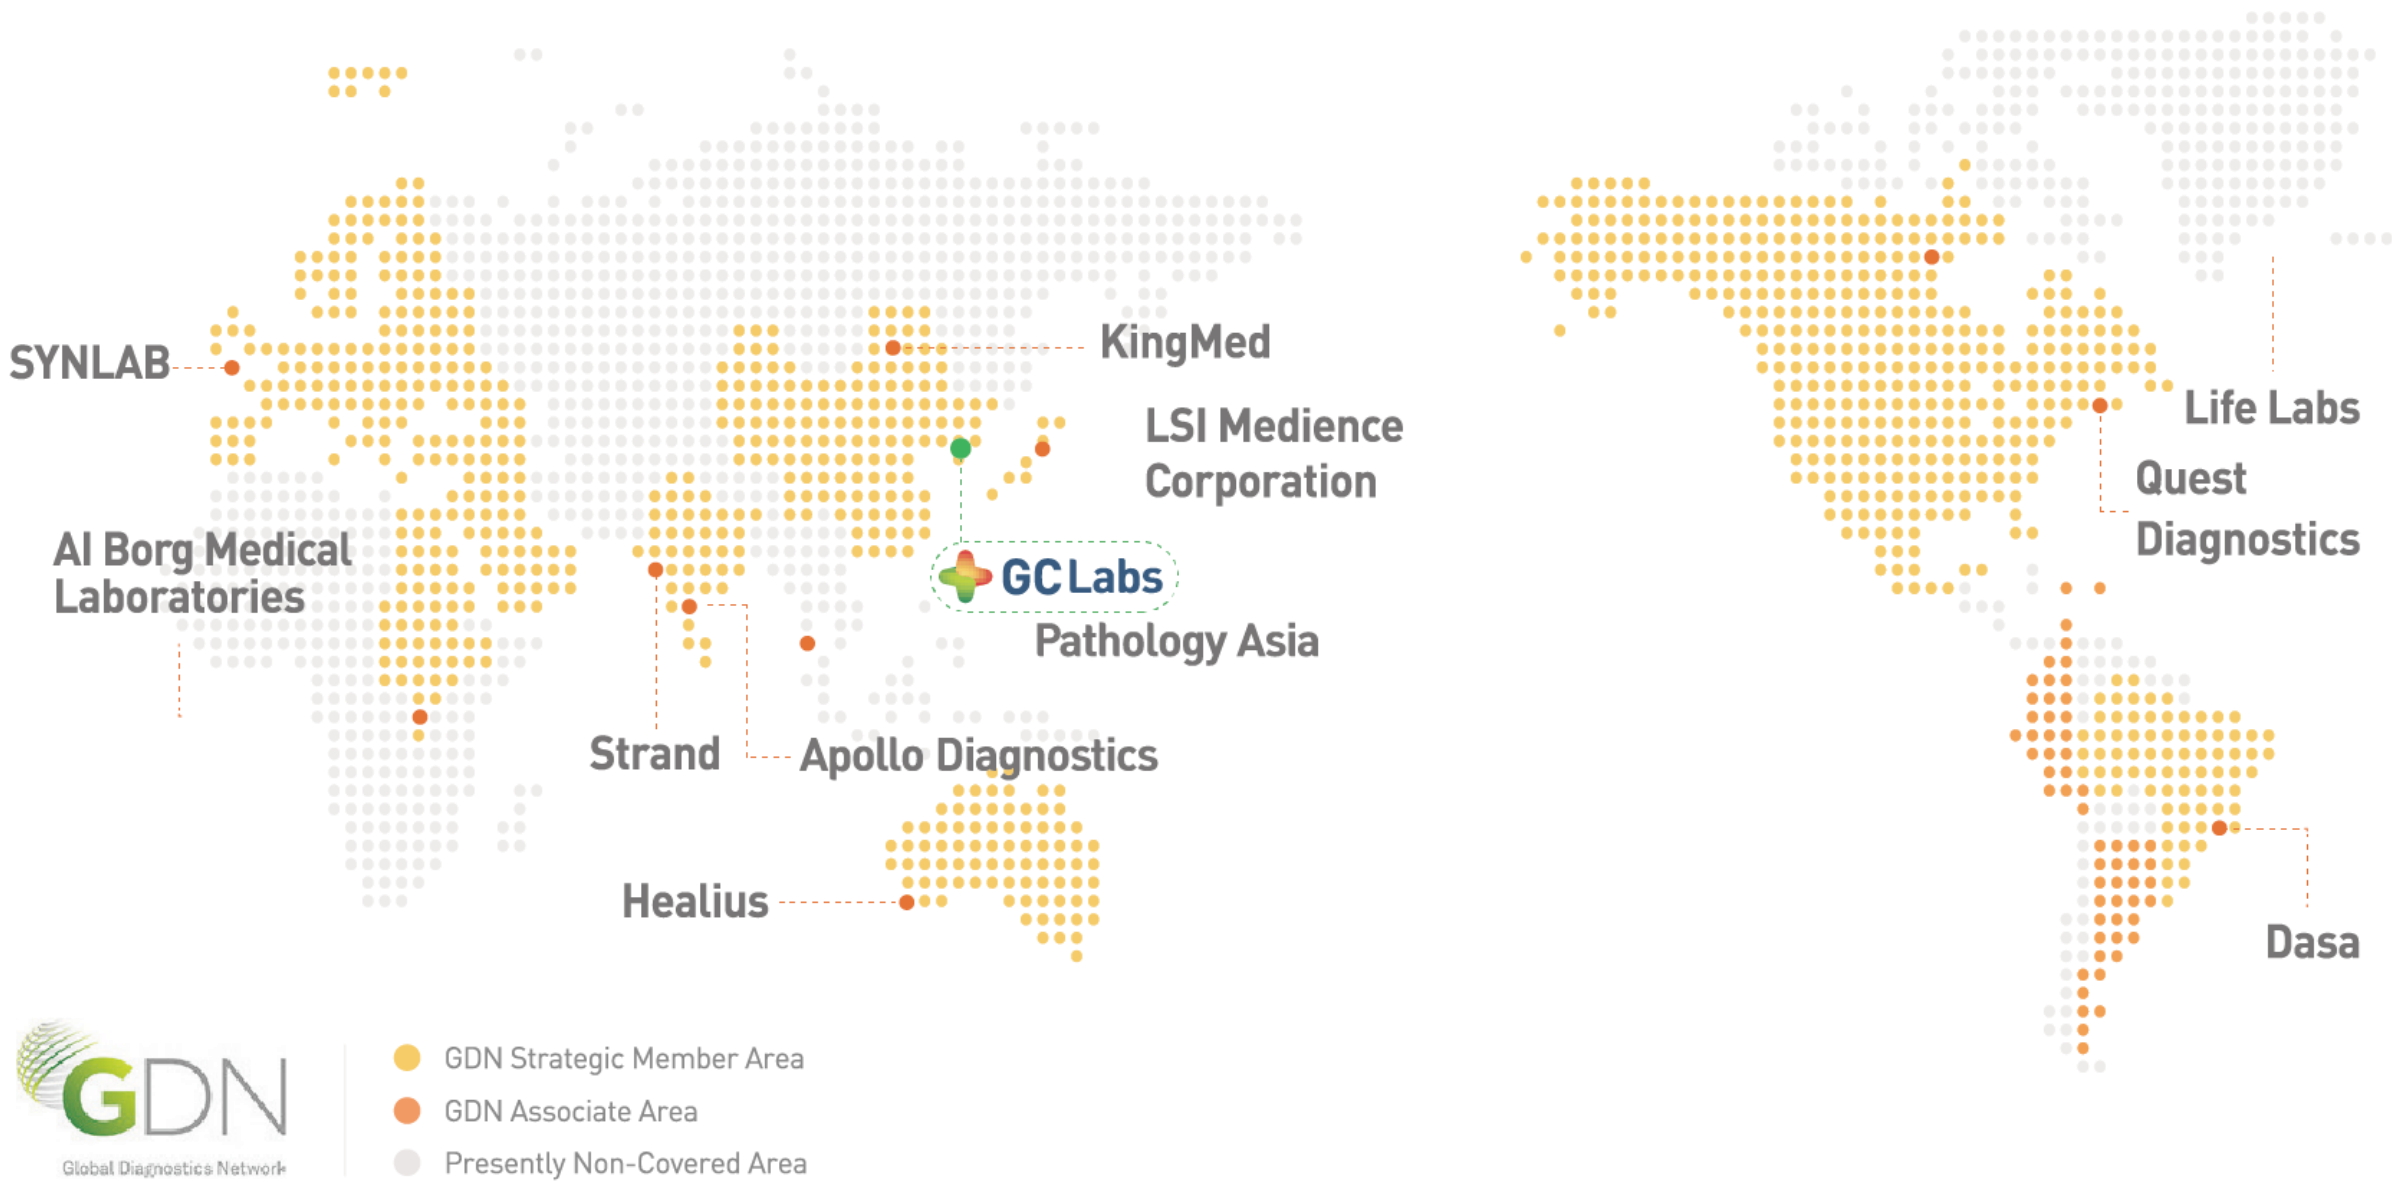 SYNLAB
KingMed
LSI Medience
Corporation
Life Labs
Quest
Diagnostics
AI Borg Medical
Laboratories
GC Labs
Pathology Asia
Strand
Apollo Diagnostics
Healius
Dasa
GDN
Global Diagnostics Network
GDN Strategic Member Area
GDN Associate Area
Presently Non-Covered Area